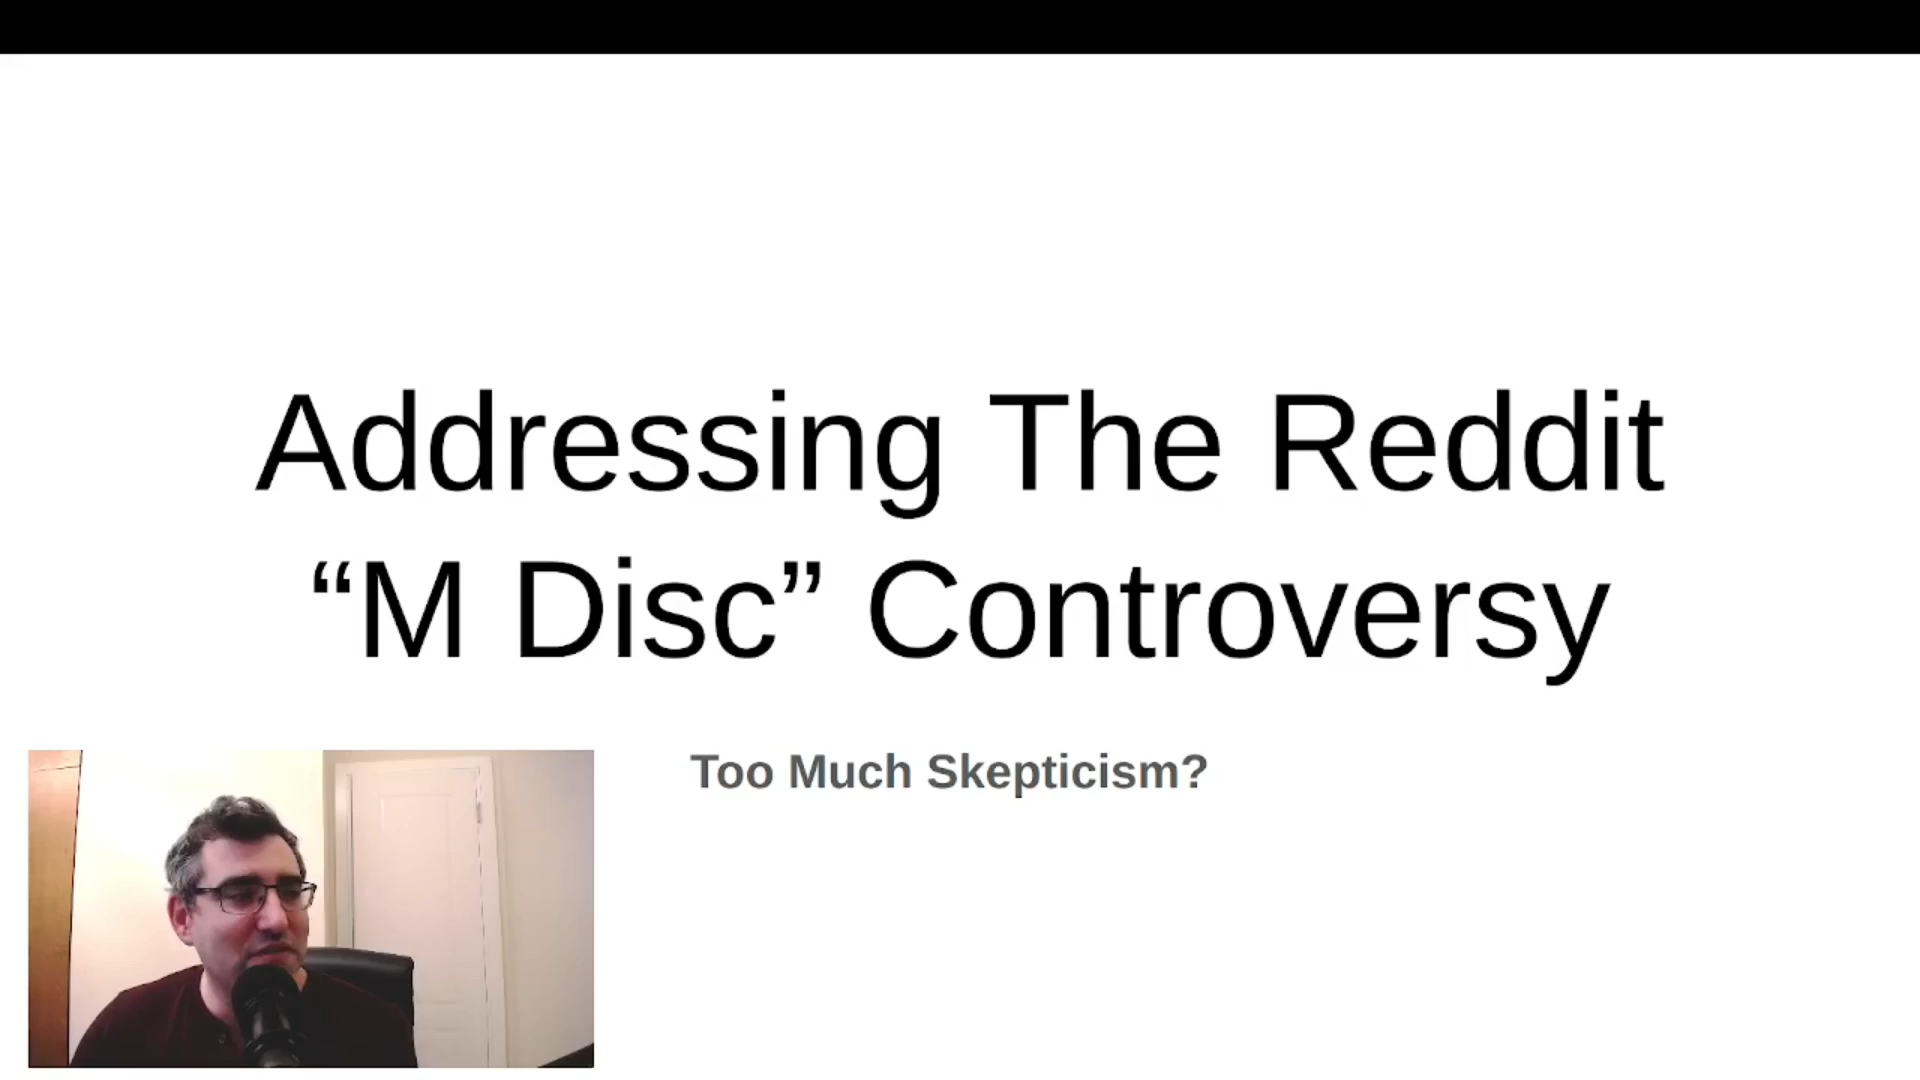 Addressing The Reddit
“M Disc” Controversy
Too Much Skepticism?